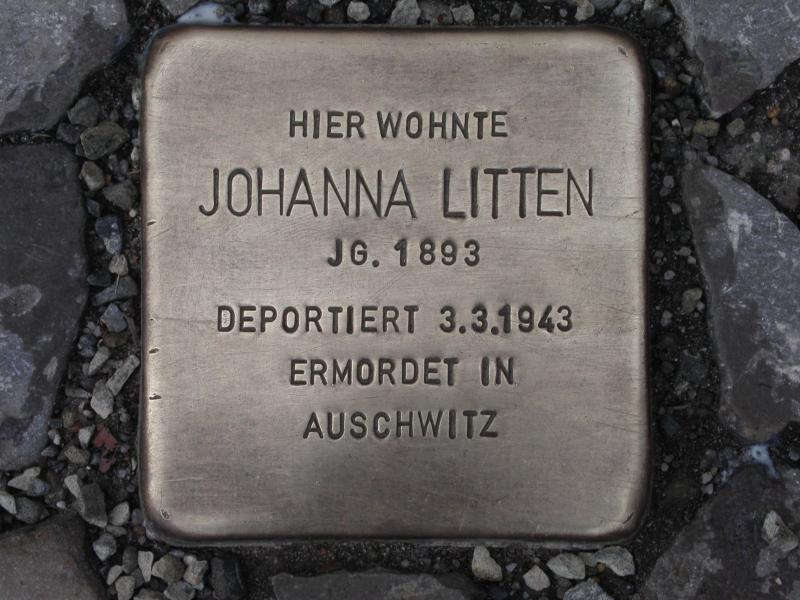 HIER WOHNTE
JOHANNA LITTEN
JG. 1893
DEPORTIERT 3.3.1943
ERMORDET IN
AUSCHWITZ